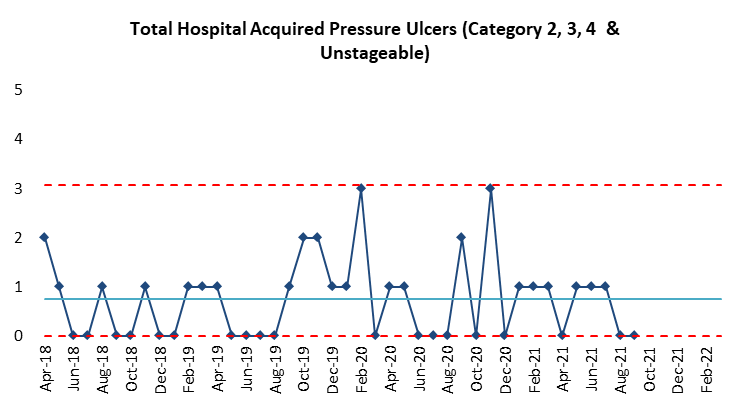 Total Hospital Acquired Pressure Ulcers (Category 2, 3, 4 &
Unstageable)
5
4
3
2
1
0
Apr-18
Jun-18
Aug-18
Oct-18
Dec-18
Feb-19
Apr-19
Jun-19
Aug-19
Oct-19
Dec-19
Feb-20
Apr-20
Jun-20
Aug-20
Oct-20
Dec-20
Feb-21
Apr-21
Jun-21
Aug-21
Oct-21
Dec-21
Feb-22